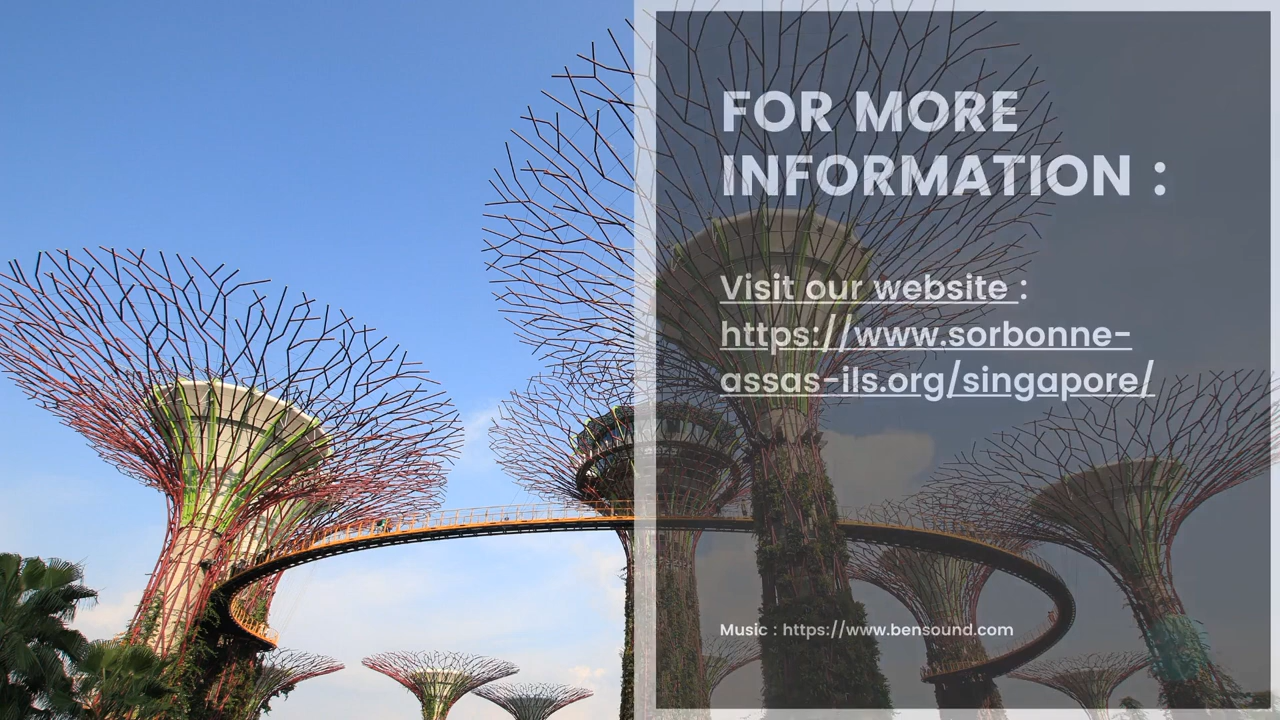 FOR MORE
INFORMATION :
Visit our website :
https://www.sorbonne-
assas-ils.org/singapore/
Music : https://www.bensound.com